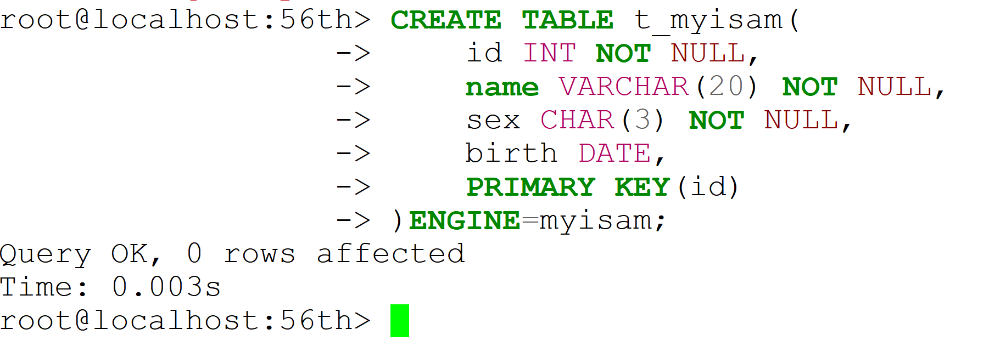 root@localhost:56th> CREATE TABLE t_myisam(
-> id INT NOT NULL,
-> name VARCHAR(20) NOT NULL,
-> sex CHAR(3) NOT NULL,
-> birth DATE,
-> PRIMARY KEY(id)
-> )ENGINE=myisam;
Query OK, 0 rows affected
Time: 0.003s
root@localhost:56th>